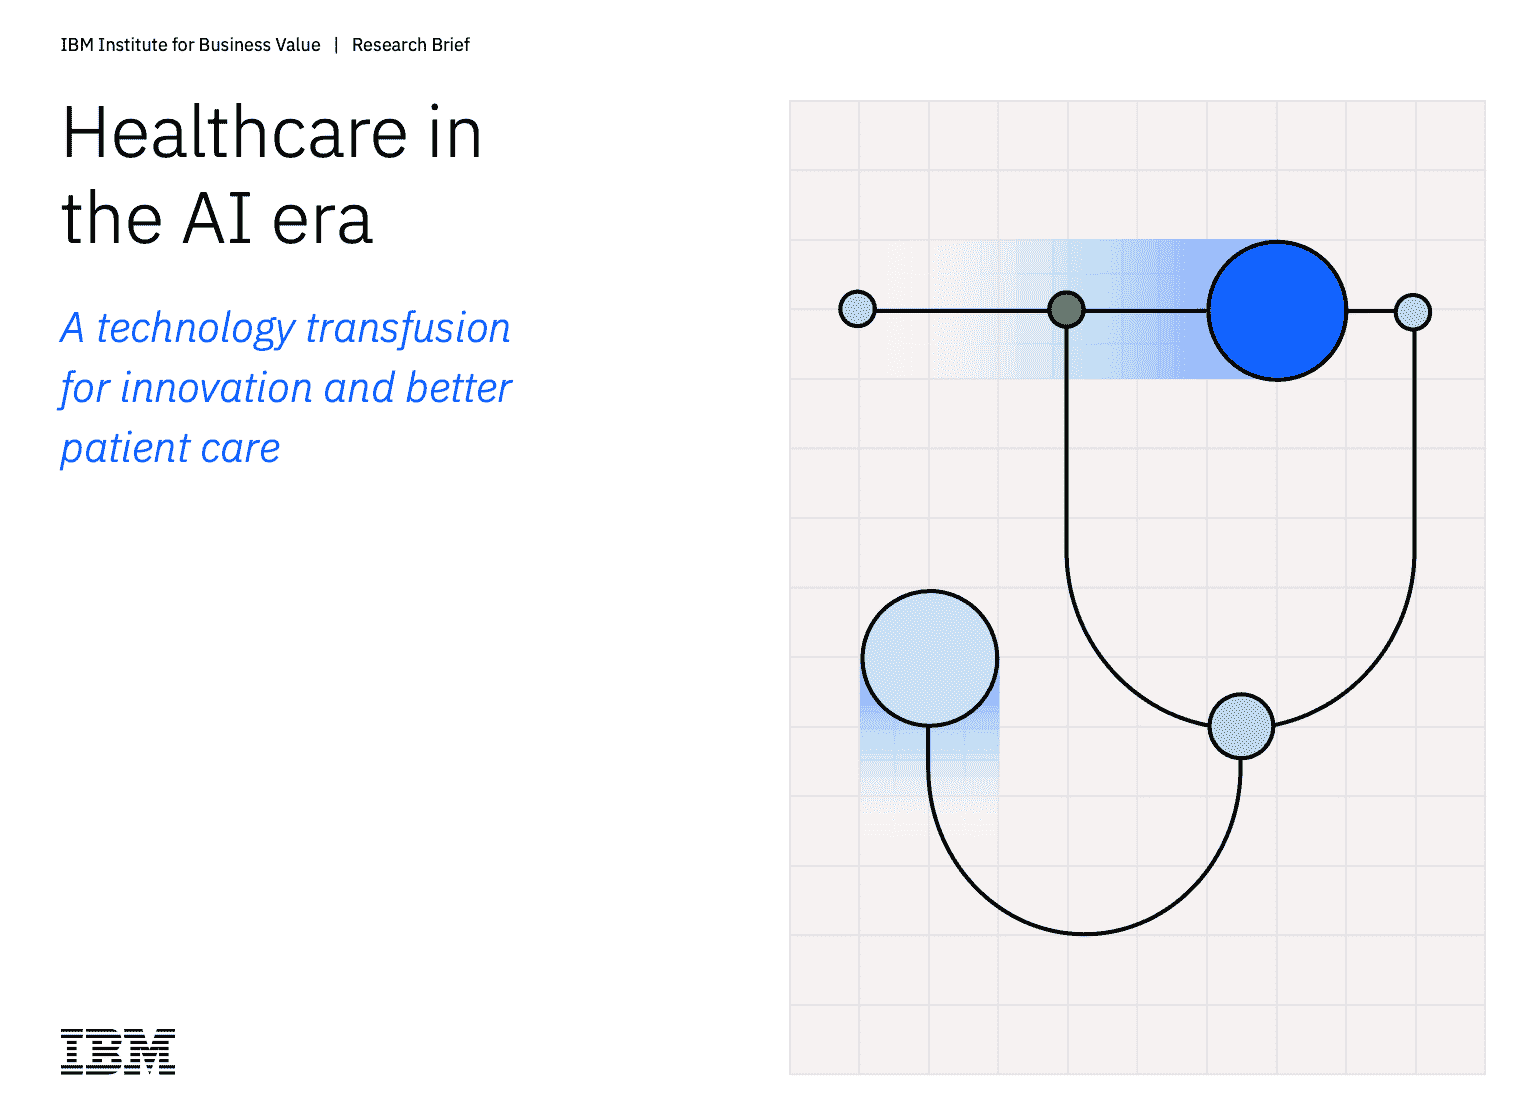 IBM Institute for Business Value | Research Brief
Healthcare in
the AI era
A technology transfusion
for innovation and better
patient care
IBM